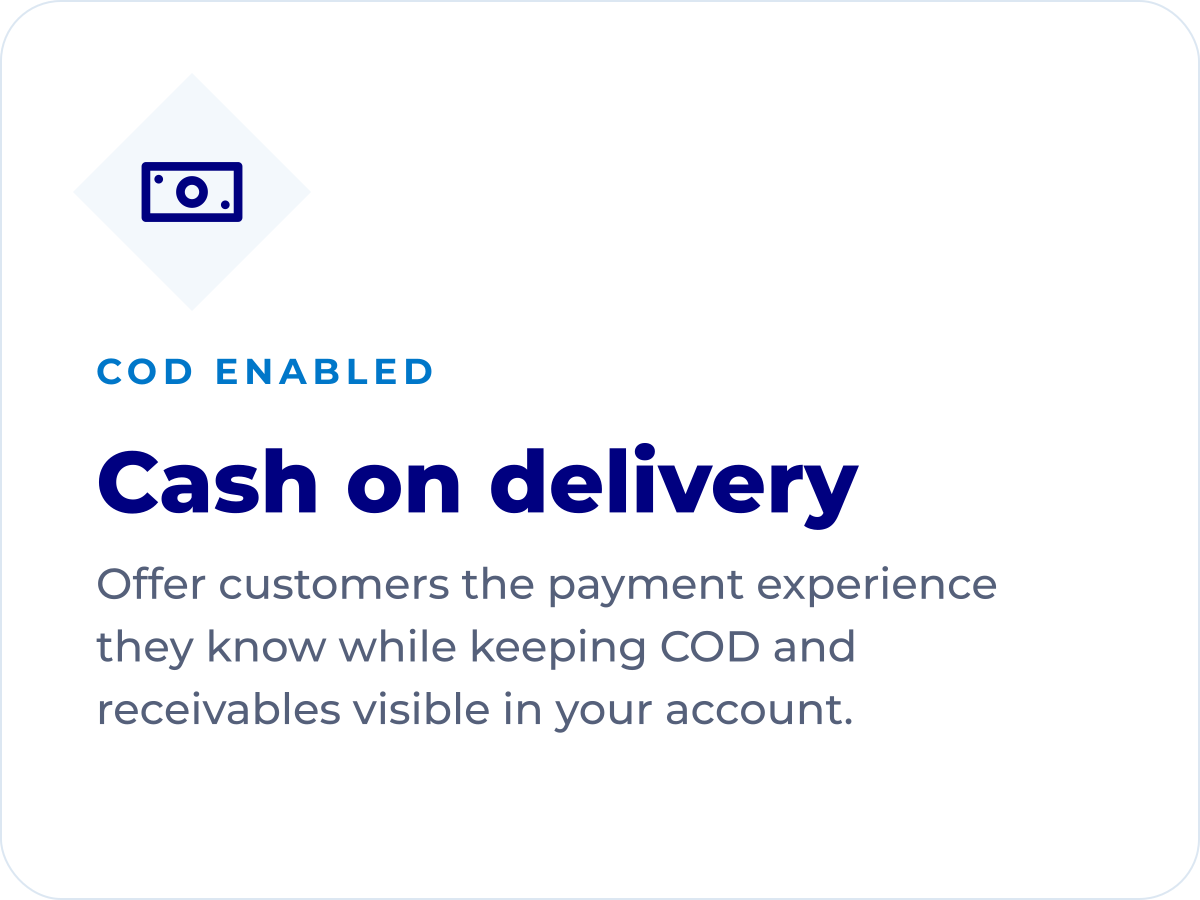 COD ENABLED
Cash on delivery
Offer customers the payment experience
they know while keeping COD and
receivables visible in your account.